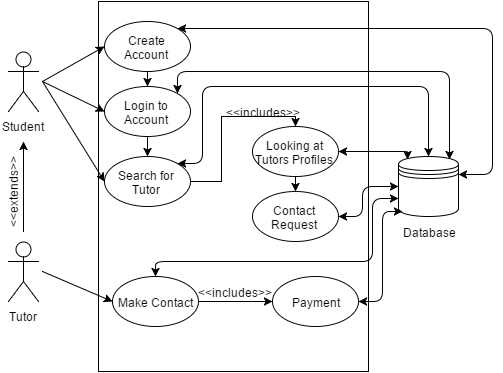 Create
Account
Login to
Account
<<includes>>
Student
Looking at
Tutors Profiles
Search for
Tutor
<<extends>>
Contact
Request
Database
Make Contact
<<includes>>
Payment
Tutor